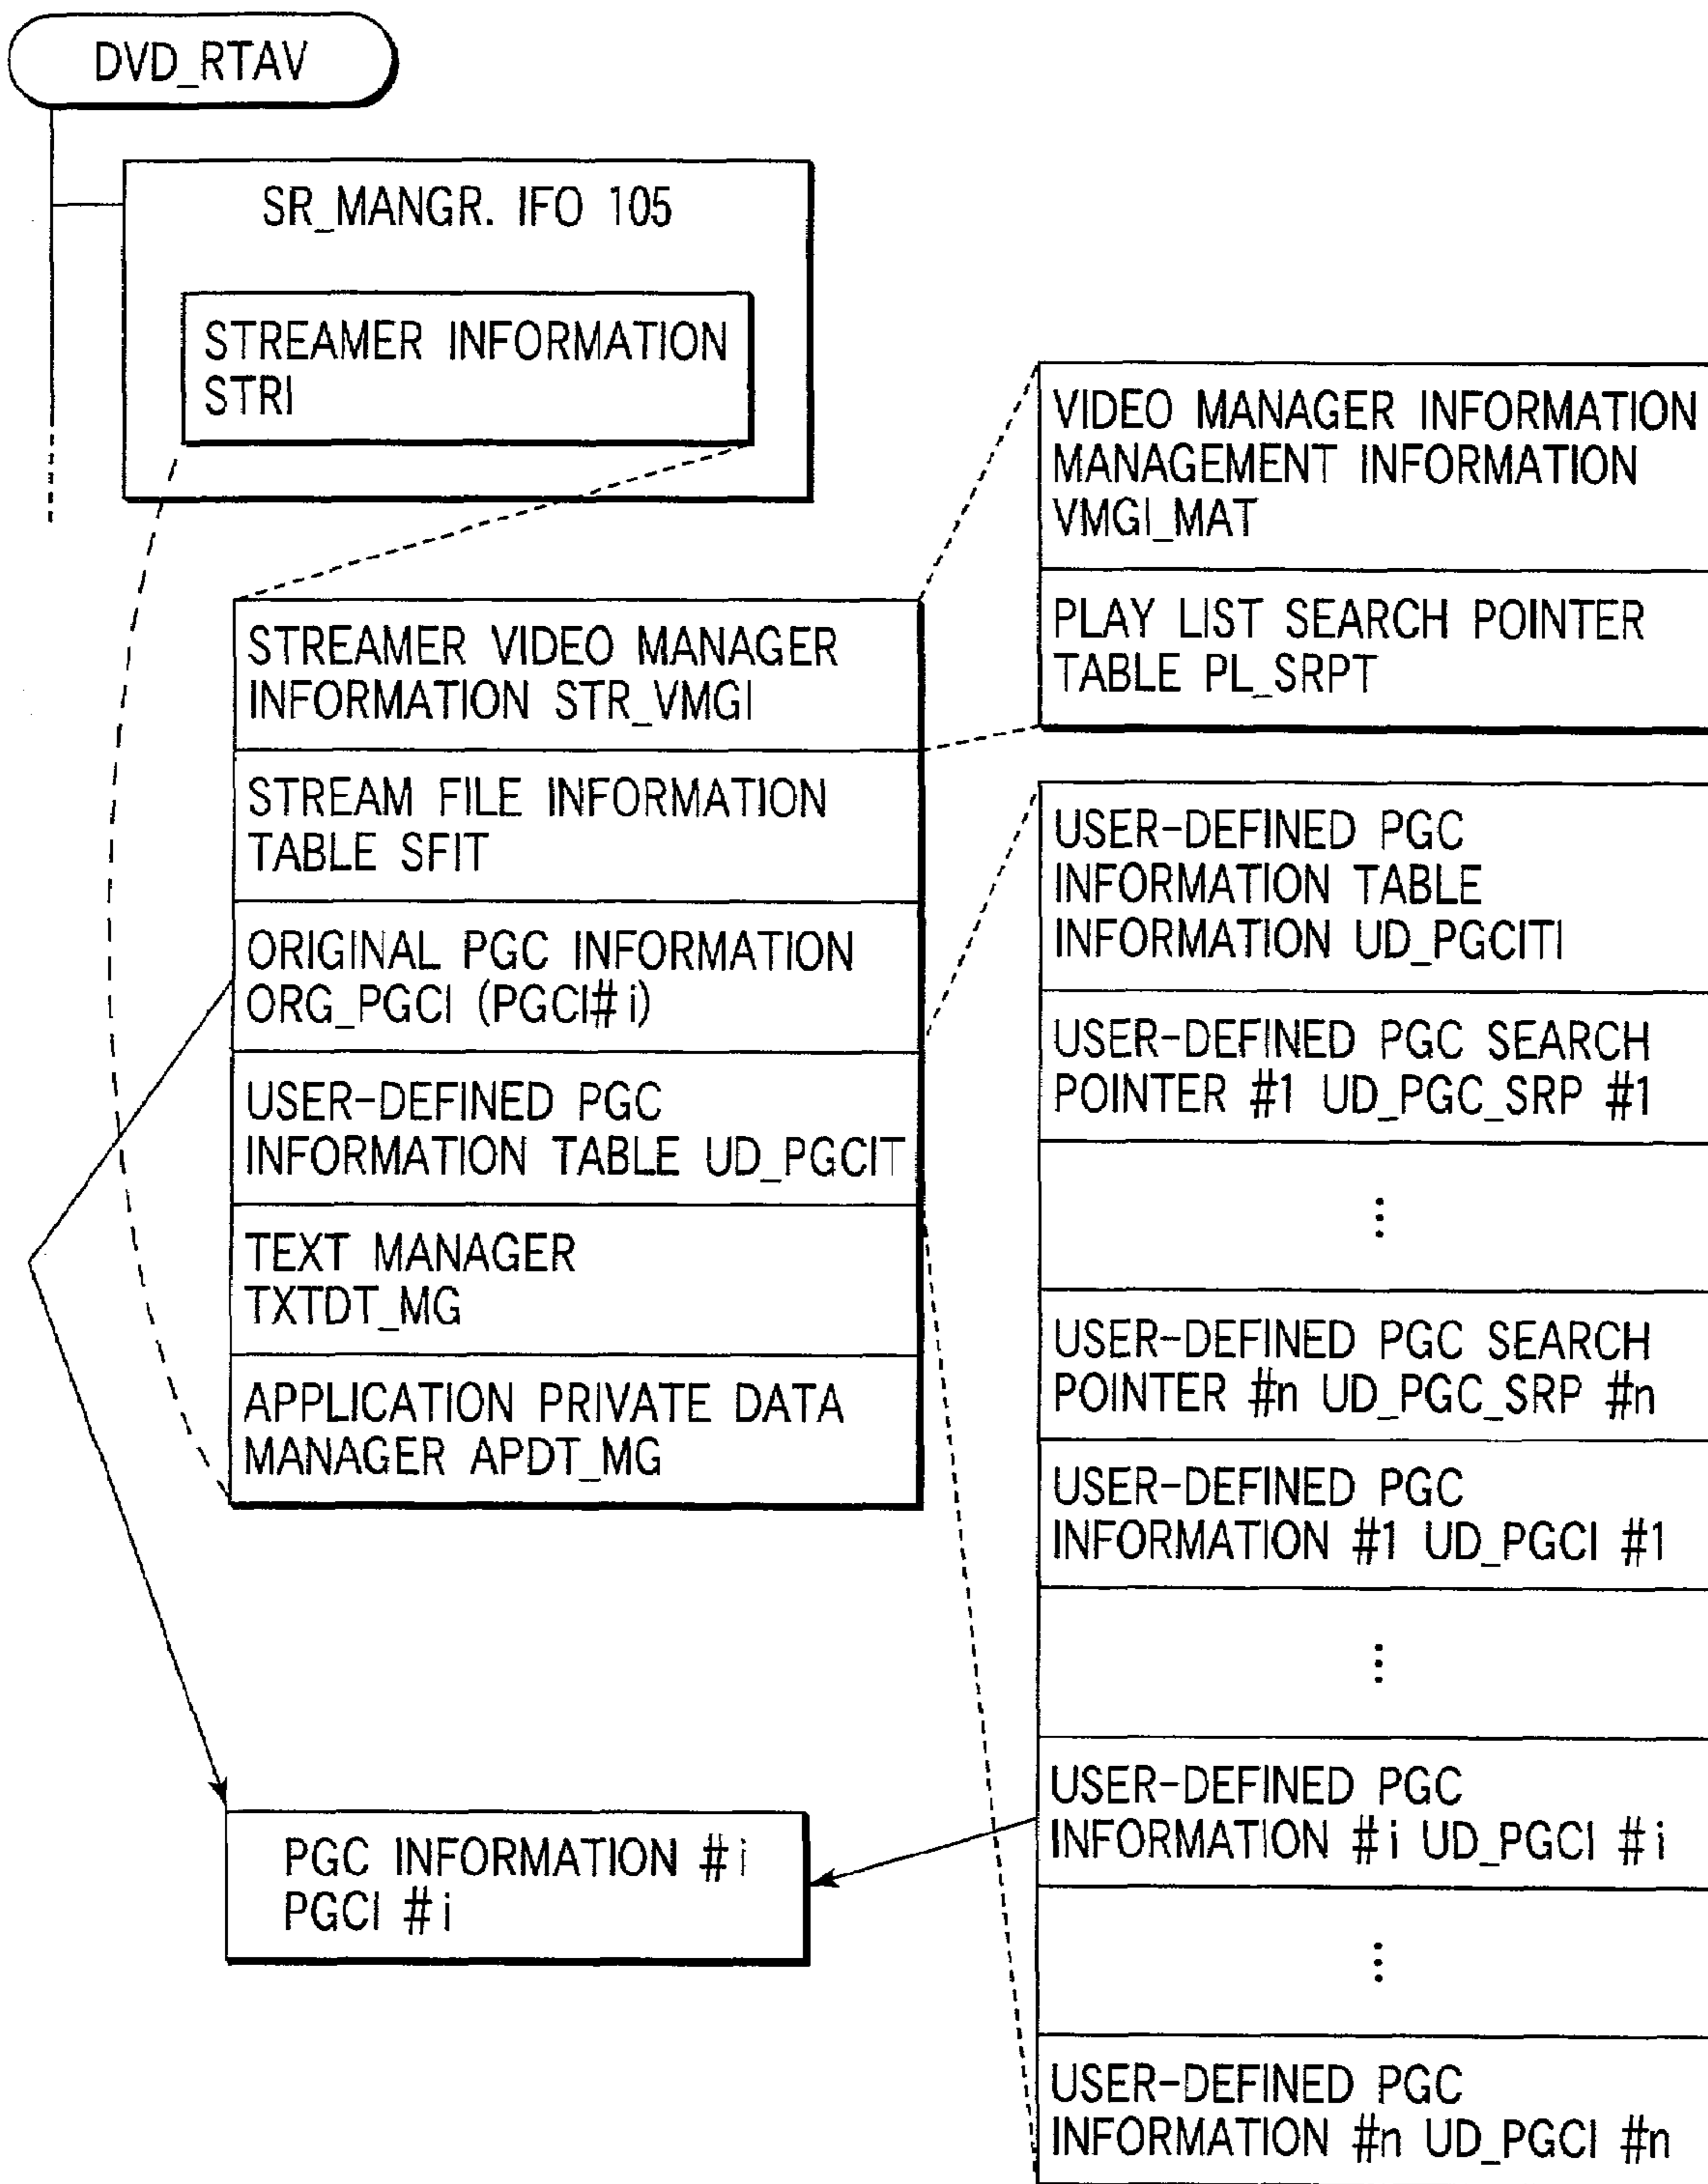 DVD_RTAV
SR_MANGR. IFO 105
STREAMER INFORMATION
STRI
STREAMER VIDEO MANAGER
INFORMATION STR_VMGI
STREAM FILE INFORMATION
TABLE SFIT
ORIGINAL PGC INFORMATION
ORG_PGCI (PGCI# i)
USER-DEFINED PGC
INFORMATION TABLE UD_PGCIT
TEXT MANAGER
TXTDT_MG
APPLICATION PRIVATE DATA
MANAGER APDT_MG
PGC INFORMATION # i
PGCI # i
VIDEO MANAGER INFORMATION
MANAGEMENT INFORMATION
VMGI_MAT
PLAY LIST SEARCH POINTER
TABLE PL_SRPT
USER-DEFINED PGC
INFORMATION TABLE
INFORMATION UD_PGCITI
USER-DEFINED PGC SEARCH
POINTER #1 UD_PGC_SRP #1
⋮
USER-DEFINED PGC SEARCH
POINTER #n UD_PGC_SRP #n
USER-DEFINED PGC
INFORMATION #1 UD_PGCI #1
⋮
USER-DEFINED PGC
INFORMATION # i UD_PGCI # i
⋮
USER-DEFINED PGC
INFORMATION #n UD_PGCI #n